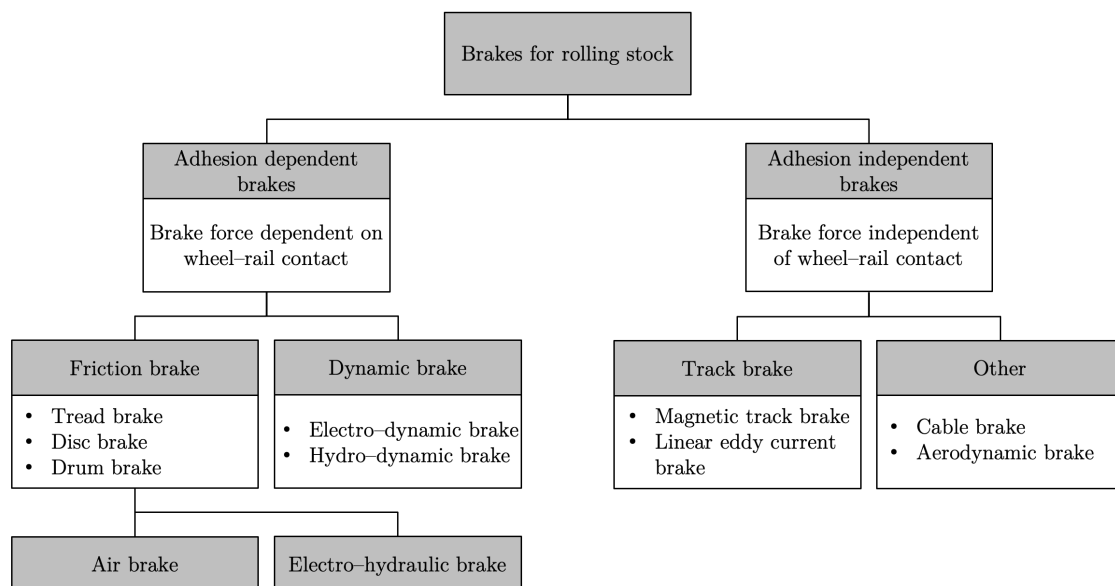 Brakes for rolling stock
Adhesion dependent
brakes
Brake force dependent on
wheel–rail contact
Adhesion independent
brakes
Brake force independent
of wheel–rail contact
Friction brake
• Tread brake
• Disc brake
• Drum brake
Dynamic brake
• Electro–dynamic brake
• Hydro–dynamic brake
Track brake
• Magnetic track brake
• Linear eddy current
brake
Other
• Cable brake
• Aerodynamic brake
Air brake
Electro–hydraulic brake